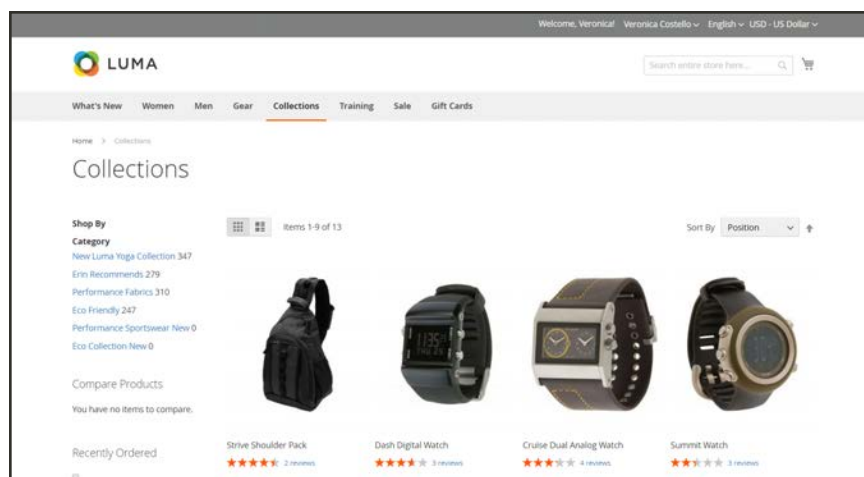 Welcome, Veronica! Veronica Costello English USD - US Dollar
LUMA
Search entire store here...
What's New Women Men Gear Collections Training Sale Gift Cards
Home > Collections
Collections
Shop By
Category
New Luma Yoga Collection 347
Erin Recommends 279
Performance Fabrics 310
Eco Friendly 247
Performance Sportswear New 0
Eco Collection New 0
Compare Products
You have no items to compare.
Recently Ordered
Items 1-9 of 13
Sort By Position
Strive Shoulder Pack
2 reviews
Dash Digital Watch
3 reviews
Cruise Dual Analog Watch
4 reviews
Summit Watch
3 reviews